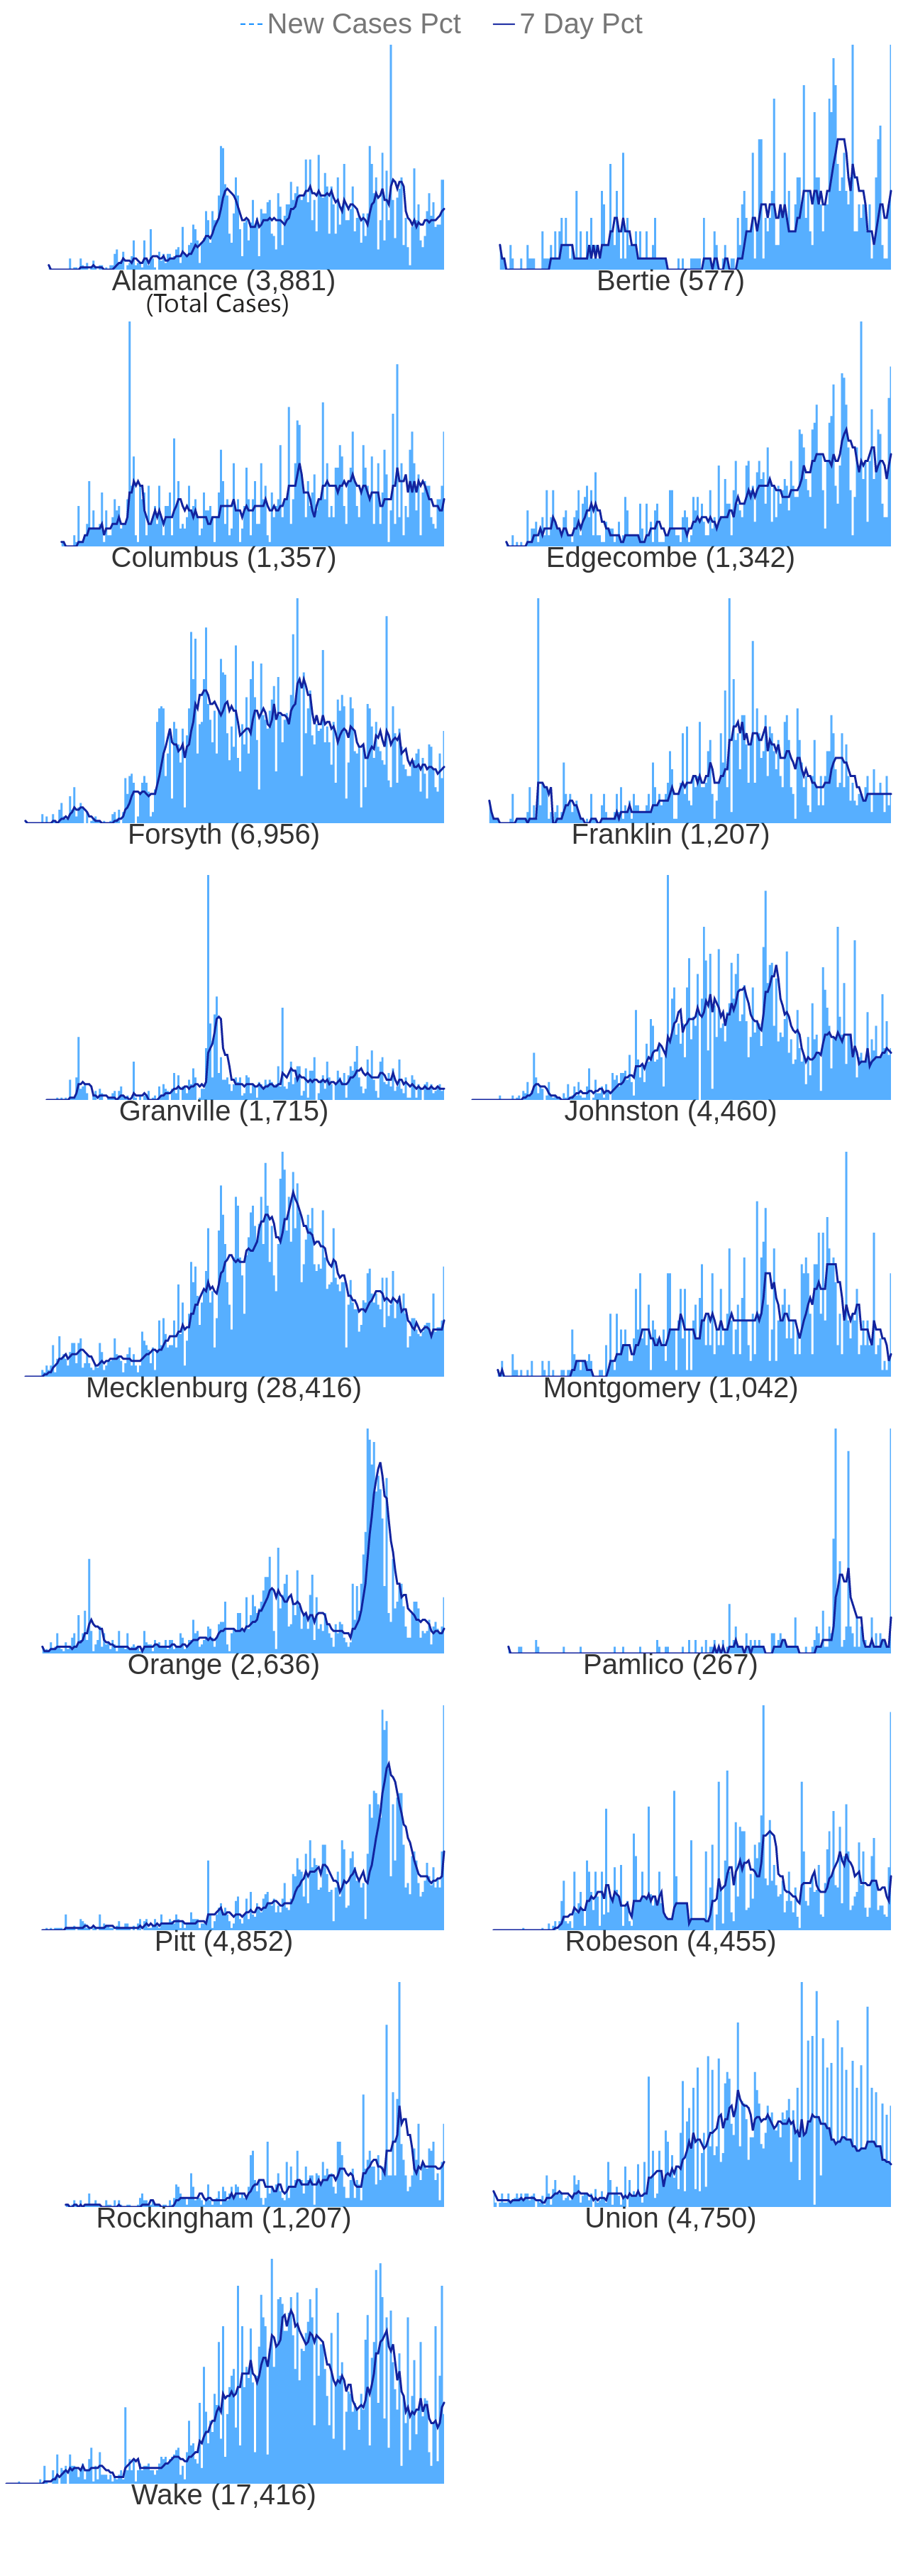 New Cases Pct 7 Day Pct
Alamance (3,881) Bertie (577)
(Total Cases)
Columbus (1,357) Edgecombe (1,342)
Forsyth (6,956) Franklin (1,207)
Granville (1,715) Johnston (4,460)
Mecklenburg (28,416) Montgomery (1,042)
Orange (2,636) Pamlico (267)
Pitt (4,852) Robeson (4,455)
Rockingham (1,207) Union (4,750)
Wake (17,416)